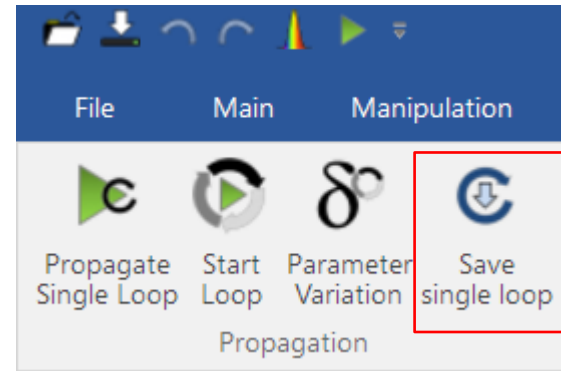 File Main Manipulation
Propagate Start Parameter Save
Single Loop Loop Variation single loop
Propagation